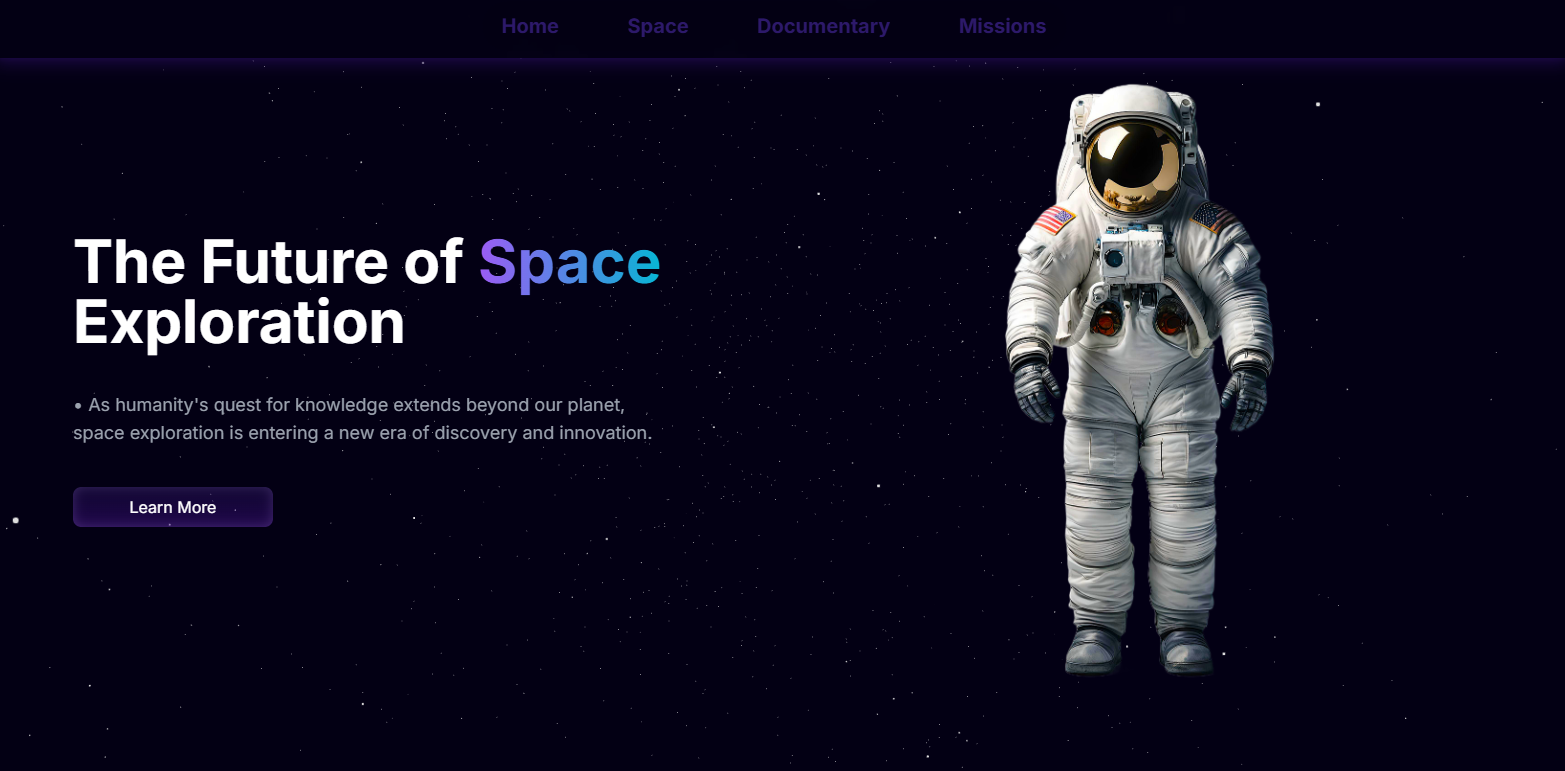 Home Space Documentary Missions
The Future of Space
Exploration
• As humanity's quest for knowledge extends beyond our planet,
space exploration is entering a new era of discovery and innovation.
Learn More